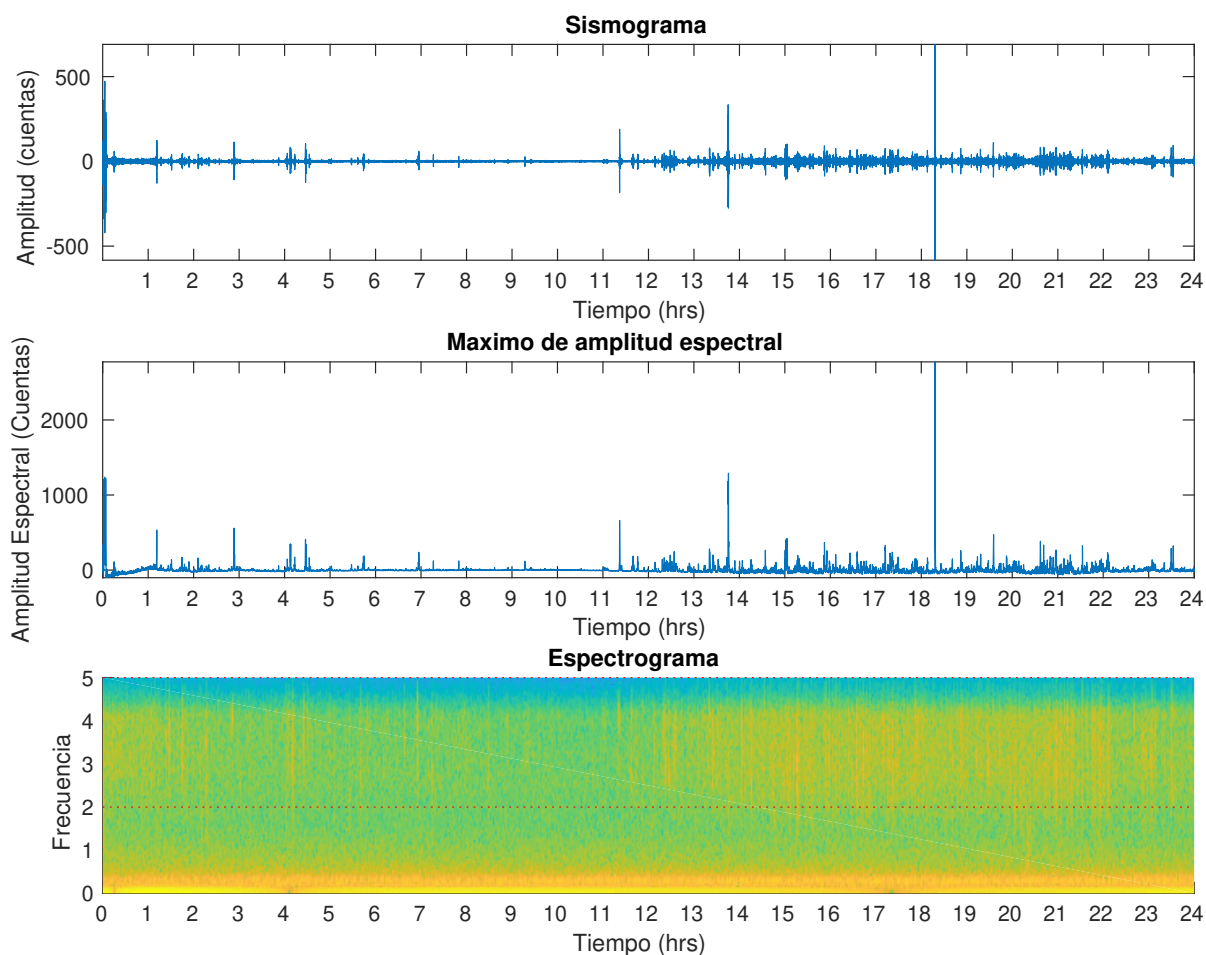 Sismograma
Amplitud (cuentas)
500
0
-500
1 2 3 4 5 6 7 8 9 10 11 12 13 14 15 16 17 18 19 20 21 22 23 24
Tiempo (hrs)
Maximo de amplitud espectral
Amplitud Espectral (Cuentas)
2000
1000
0
0 1 2 3 4 5 6 7 8 9 10 11 12 13 14 15 16 17 18 19 20 21 22 23 24
Tiempo (hrs)
Espectrograma
Frecuencia
5
4
3
2
1
0
0 1 2 3 4 5 6 7 8 9 10 11 12 13 14 15 16 17 18 19 20 21 22 23 24
Tiempo (hrs)